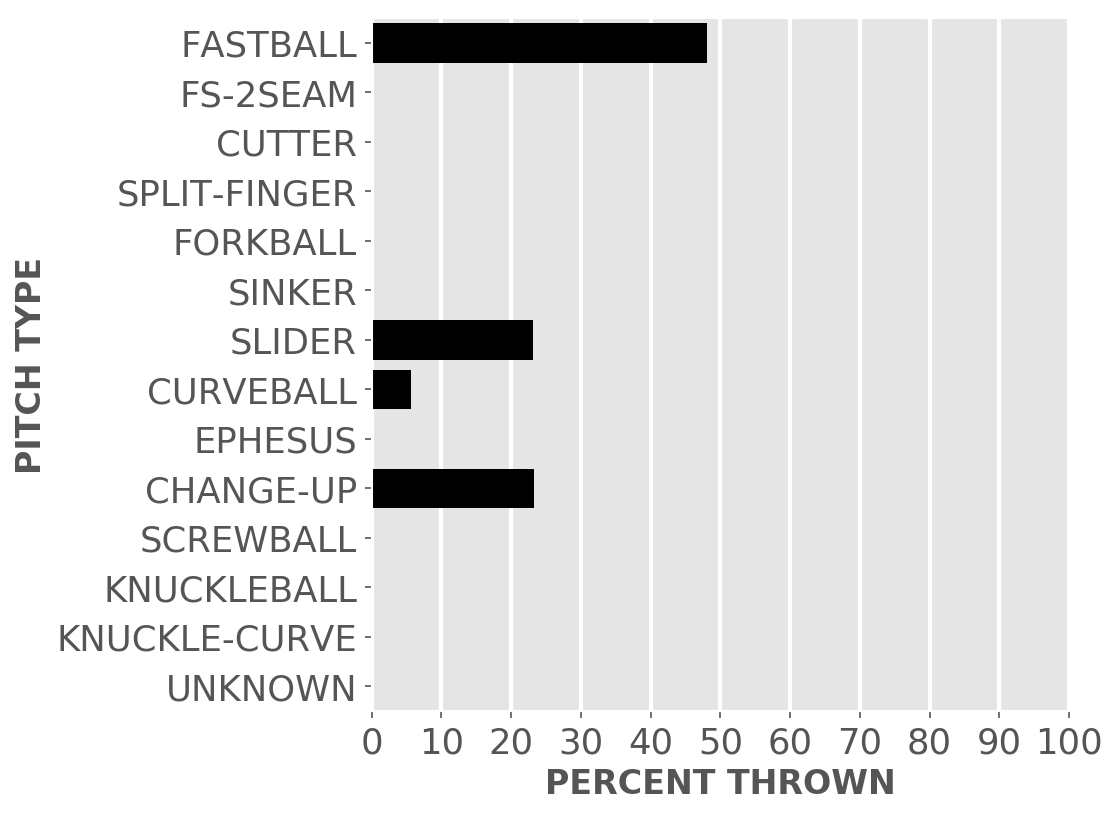 FASTBALL
FS-2SEAM
CUTTER
SPLIT-FINGER
FORKBALL
SINKER
SLIDER
CURVEBALL
EPHESUS
CHANGE-UP
SCREWBALL
KNUCKLEBALL
KNUCKLE-CURVE
UNKNOWN
PITCH TYPE
0 10 20 30 40 50 60 70 80 90 100
PERCENT THROWN